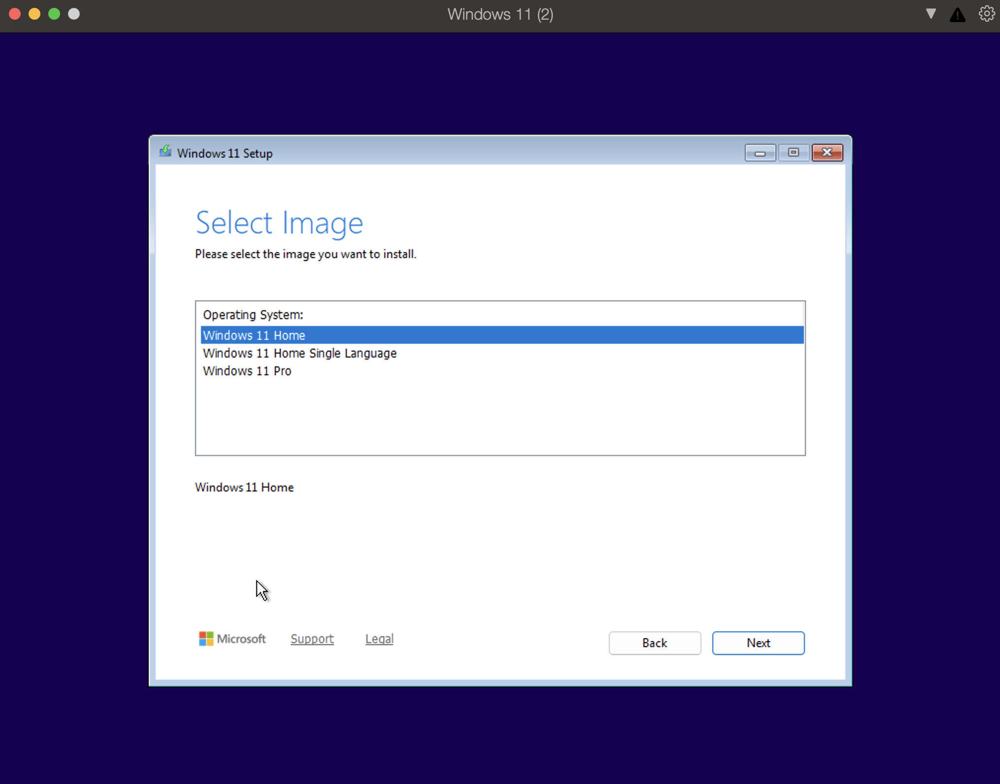 Windows 11 (2)
Windows 11 Setup
Select Image
Please select the image you want to install.
Operating System:
Windows 11 Home
Windows 11 Home Single Language
Windows 11 Pro
Windows 11 Home
Microsoft
Support
Legal
Back
Next